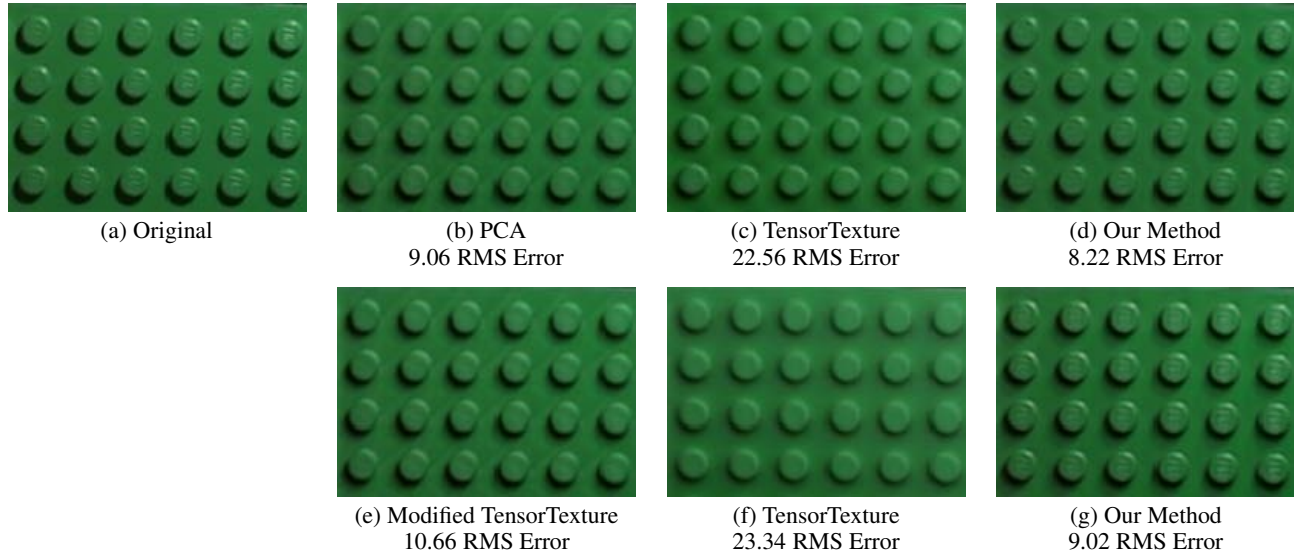 (a) Original
(b) PCA
9.06 RMS Error
(c) TensorTexture
22.56 RMS Error
(d) Our Method
8.22 RMS Error
(e) Modified TensorTexture
10.66 RMS Error
(f) TensorTexture
23.34 RMS Error
(g) Our Method
9.02 RMS Error